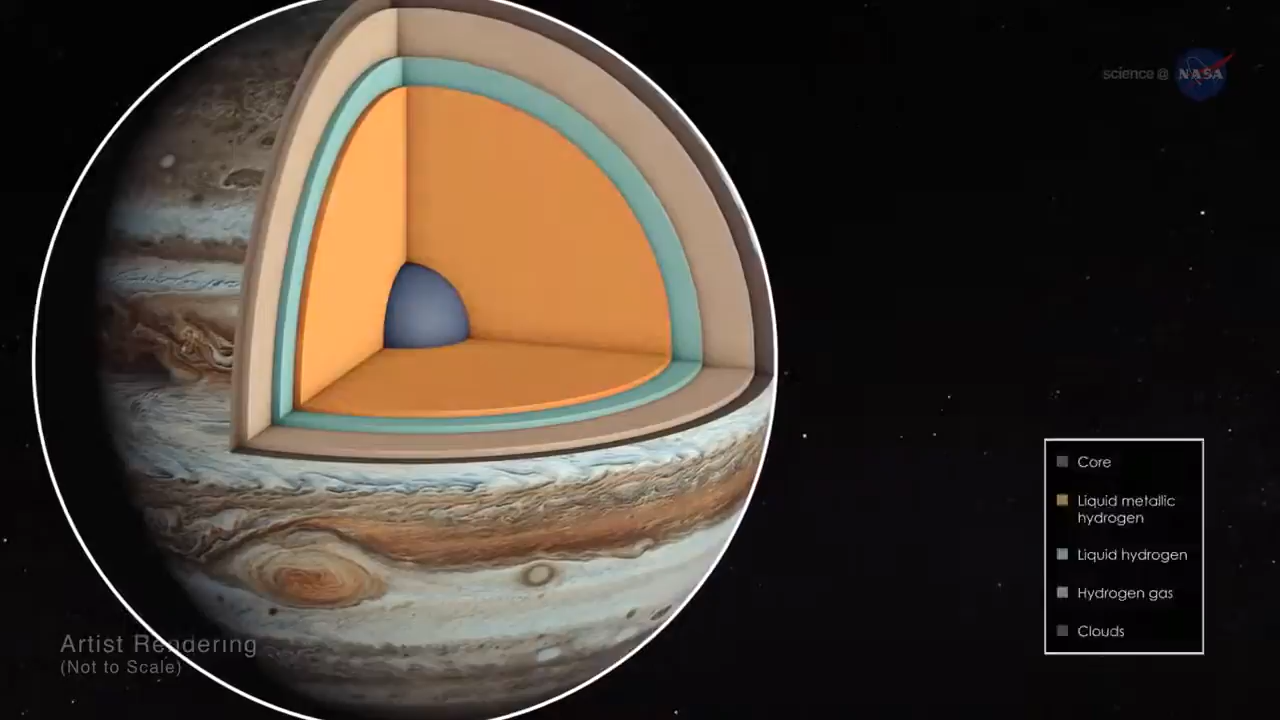 science@ NASA
Core
Liquid metallic
hydrogen
Liquid hydrogen
Hydrogen gas
Clouds
Artist Rendering
(Not to Scale)